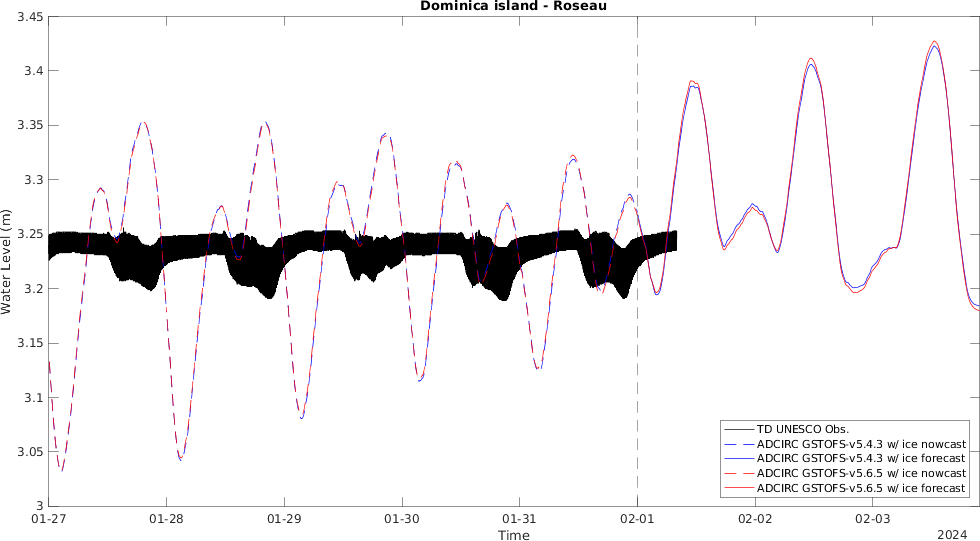 Dominica island - Roseau
3.45
3.4
3.35
3.3
3.25
3.2
3.15
3.1
3.05
3
Water Level (m)
01-27 01-28 01-29 01-30 01-31 02-01 02-02 02-03
Time
2024
TD UNESCO Obs.
ADCIRC GSTOFS-v5.4.3 w/ ice nowcast
ADCIRC GSTOFS-v5.4.3 w/ ice forecast
ADCIRC GSTOFS-v5.6.5 w/ ice nowcast
ADCIRC GSTOFS-v5.6.5 w/ ice forecast